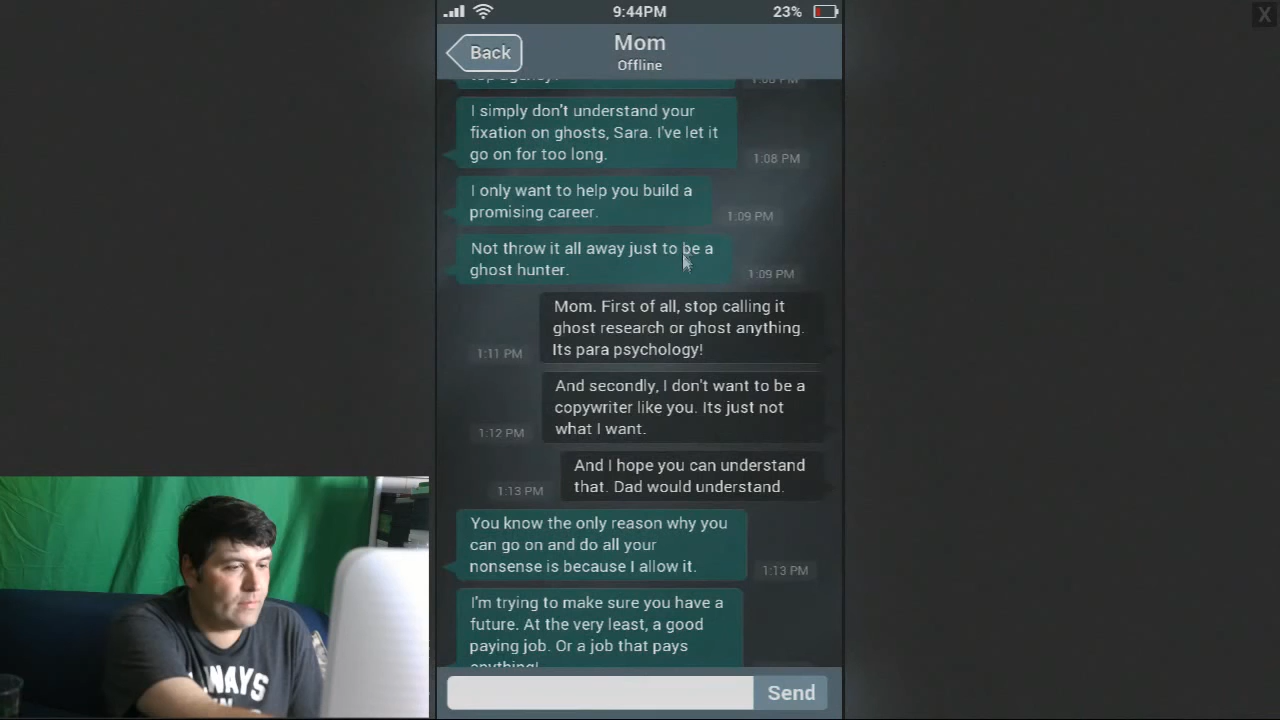 9:44PM
23%
X
Back
Mom
Offline
1:08 PM
I simply don't understand your
fixation on ghosts, Sara. I've let it
go on for too long.
1:08 PM
I only want to help you build a
promising career.
1:09 PM
Not throw it all away just to be a
ghost hunter.
1:09 PM
Mom. First of all, stop calling it
ghost research or ghost anything.
Its para psychology!
1:11 PM
And secondly, I don't want to be a
copywriter like you. Its just not
what I want.
1:12 PM
And I hope you can understand
that. Dad would understand.
1:13 PM
You know the only reason why you
can go on and do all your
nonsense is because I allow it.
1:13 PM
I'm trying to make sure you have a
future. At the very least, a good
paying job. Or a job that pays
anything!
Send